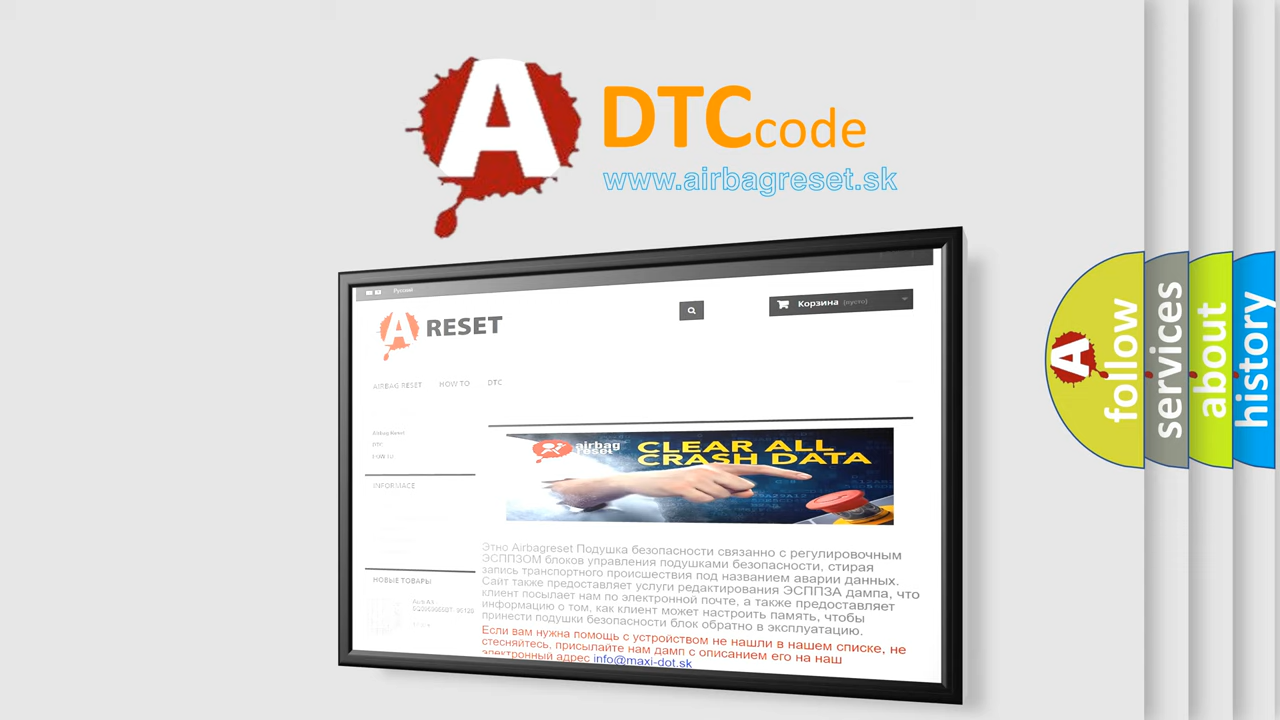 A DTCcode
www.airbagreset.sk
Русский
A RESET
Корзина (пусто)
AIRBAG RESET HOW TO DTC
Airbag Reset
DTC
HOW TO
INFORMACE
airbag
reset
CLEAR ALL
CRASH DATA
Этно Airbagreset Подушка безопасности связанно с регулировочным
ЭСППЗОМ блоков управления подушками безопасности, стирая
запись транспортного происшествия под названием аварии данных.
Сайт также предоставляет услуги редактирования ЭСППЗА дампа, что
клиент посылает нам по электронной почте, а также предоставляет
информацию о том, как клиент может настроить память, чтобы
принести подушки безопасности блок обратно в эксплуатацию.
Если вам нужна помощь с устройством не нашли в нашем списке, не
стесняйтесь, присылайте нам дамп с описанием его на наш
электронный адрес info@maxi-dot.sk
НОВЫЕ ТОВАРЫ
A follow
services
about
history